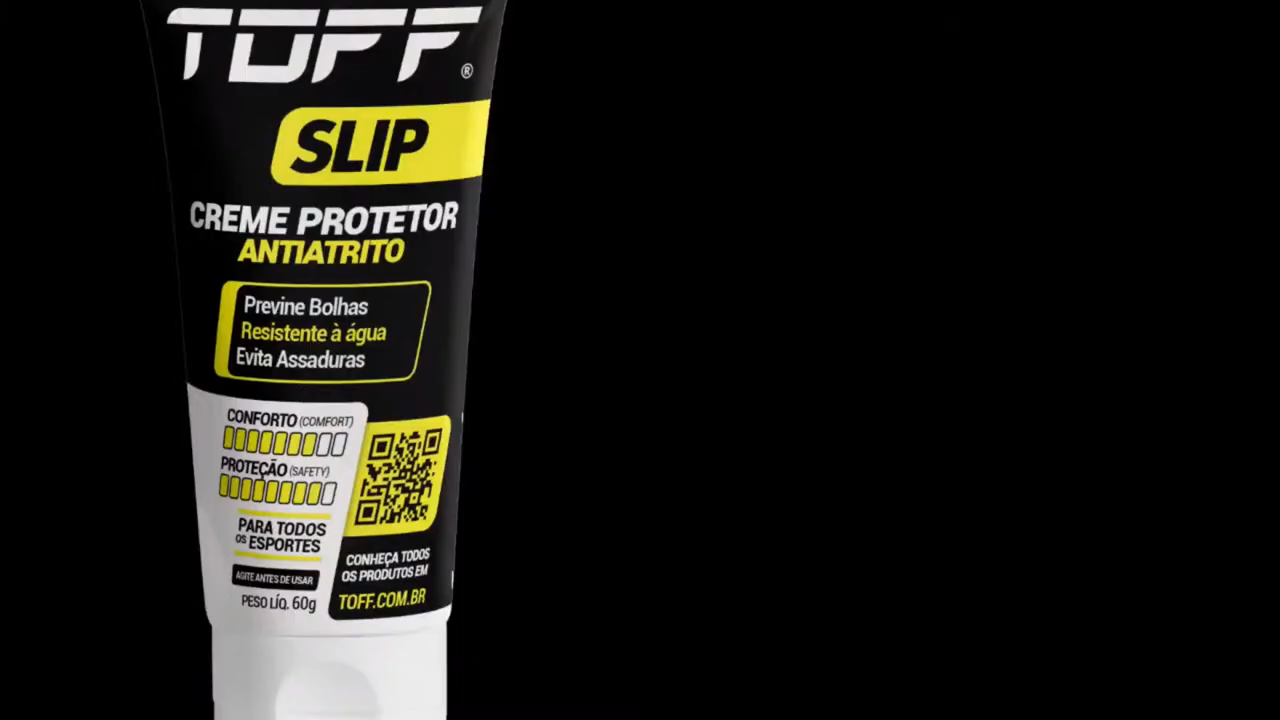 TOFF®
SLIP
CREME PROTETOR
ANTIATRITO
Previne Bolhas
Resistente à água
Evita Assaduras
CONFORTO (COMFORT)
PROTEÇÃO (SAFETY)
PARA TODOS
OS ESPORTES
AGITE ANTES DE USAR
PESO LÍQ. 60g
CONHEÇA TODOS
OS PRODUTOS EM
TOFF.COM.BR